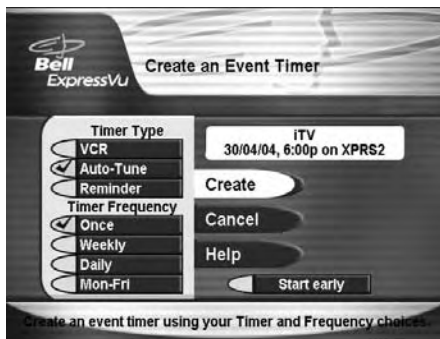 Bell
ExpressVu
Create an Event Timer
Timer Type
VCR
Auto-Tune
Reminder
Timer Frequency
Once
Weekly
Daily
Mon-Fri
iTV
30/04/04, 6:00p on XPRS2
Create
Cancel
Help
Start early
Create an event timer using your Timer and Frequency choices.